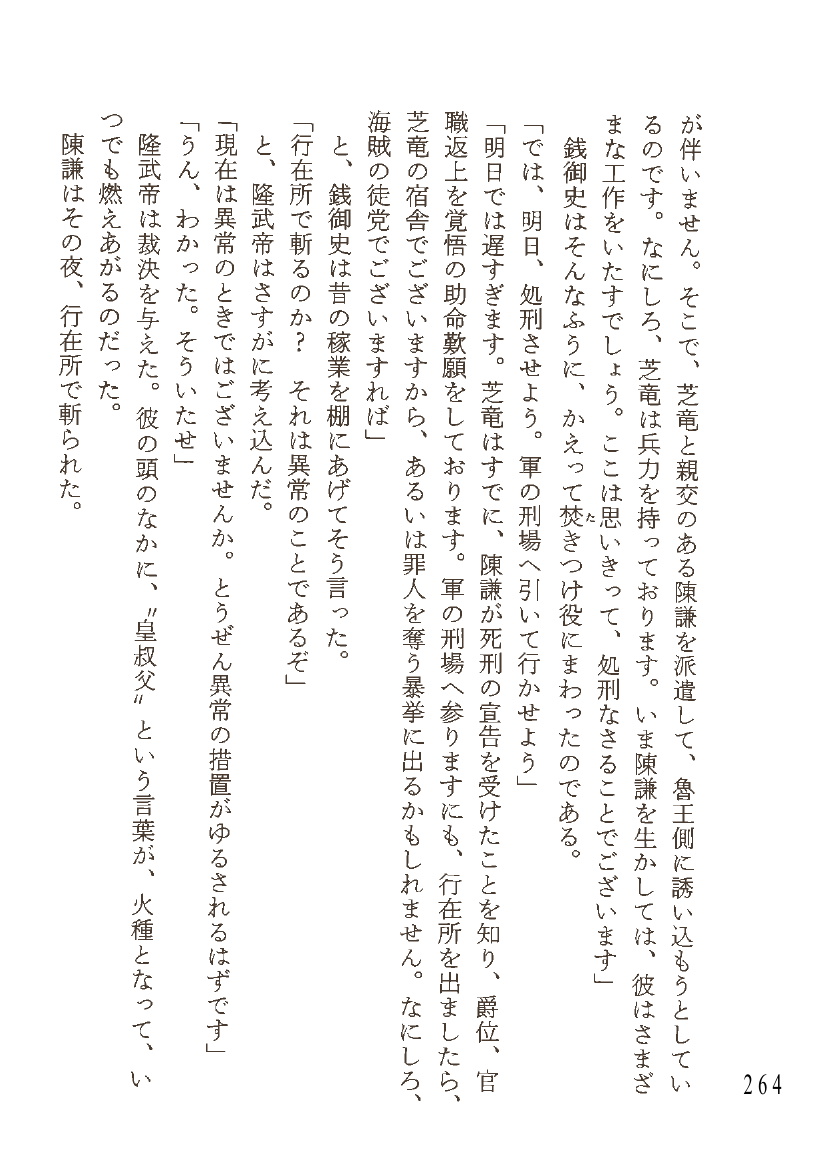 が伴いません。そこで、芝竜と親交のある陳謙を派遣して、魯王側に誘い込もうとしてい
るのです。なにしろ、芝竜は兵力を持っております。いま陳謙を生かしては、彼はさまざ
まな工作をいたすでしょう。ここは思いきって、処刑なさることでございます」
銭御史はそんなふうに、かえって焚きつけ役にまわったのである。
た
「では、明日、処刑させよう。軍の刑場へ引いて行かせよう」
「明日では遅すぎます。芝竜はすでに、陳謙が死刑の宣告を受けたことを知り、爵位、官
職返上を覚悟の助命歎願をしております。軍の刑場へ参りますにも、行在所を出ましたら、
芝竜の宿舎でございますから、あるいは罪人を奪う暴挙に出るかもしれません。なにしろ、
海賊の徒党でございますれば」
と、銭御史は昔の稼業を棚にあげてそう言った。
「行在所で斬るのか？　それは異常のことであるぞ」
と、隆武帝はさすがに考え込んだ。
「現在は異常のときではございませんか。とうぜん異常の措置がゆるされるはずです」
「うん、わかった。そういたせ」
隆武帝は裁決を与えた。彼の頭のなかに、〝皇叔父〟という言葉が、火種となって、い
つでも燃えあがるのだった。
陳謙はその夜、行在所で斬られた。
264